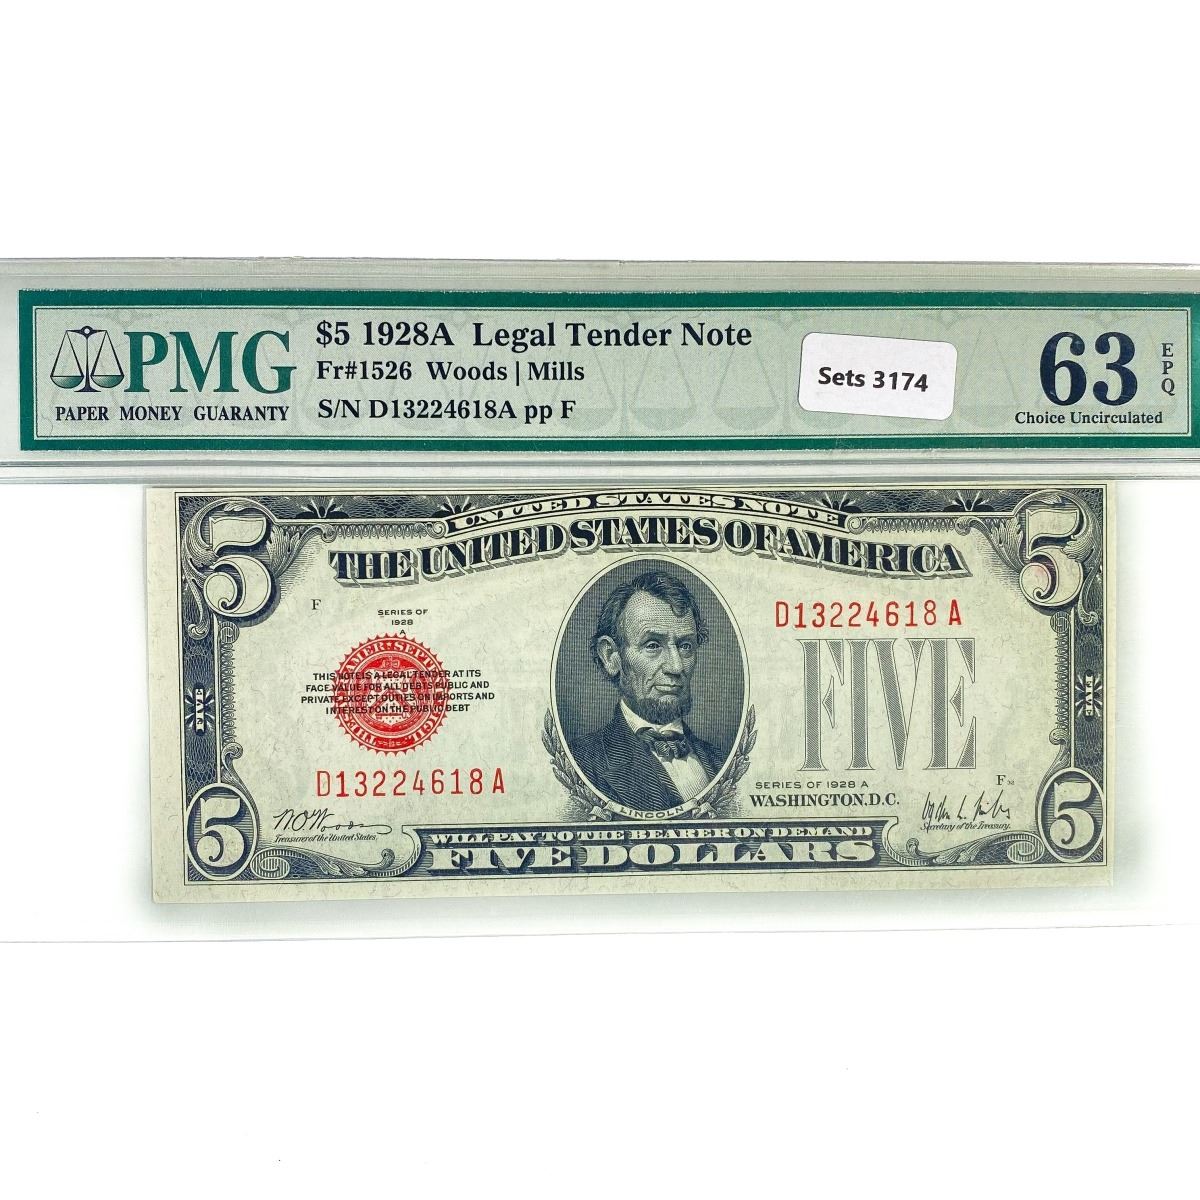 PMG
PAPER MONEY GUARANTY
$5 1928A Legal Tender Note
Fr#1526 Woods | Mills
S/N D13224618A pp F
Sets 3174
63
EPQ
Choice Uncirculated
5
UNITED STATES NOTE
5
THE UNITED STATES OF AMERICA
F
SERIES OF
1928
A
D13224618 A
THIS NOTE IS A LEGAL TENDER AT ITS
FACE VALUE FOR ALL DEBTS PUBLIC AND
PRIVATE EXCEPT DUTIES ON IMPORTS AND
INTEREST ON THE PUBLIC DEBT
FIVE
FIVE
FIVE
D13224618 A
LINCOLN
SERIES OF 1928 A
WASHINGTON, D.C.
F
W.O. Woods
Treasurer of the United States.
Secretary of the Treasury.
5
WILL PAY TO THE BEARER ON DEMAND
5
FIVE DOLLARS